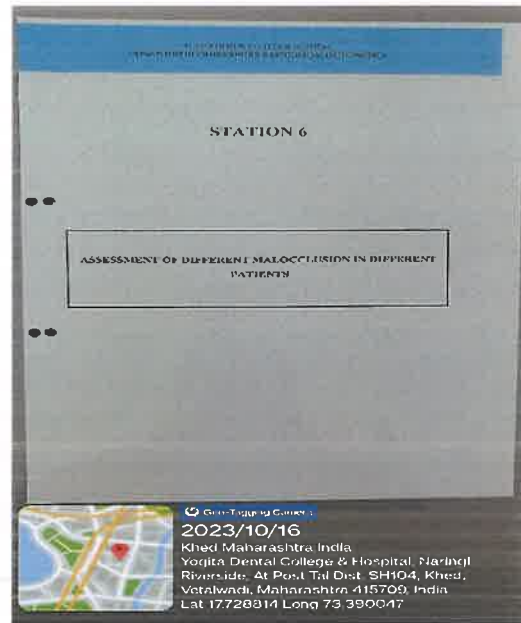 STATION 6
ASSESSMENT OF DIFFERENT MALOCCLUSION IN DIFFERENT
PATIENTS
Geo-Tagging Camera
2023/10/16
Khed Maharashtra India
Yogita Dental College & Hospital, Naringi
Riverside, At Post Tal Dist. SH104, Khed,
Vetalwadi, Maharashtra 415709, India
Lat 17.728814 Long 73.390047